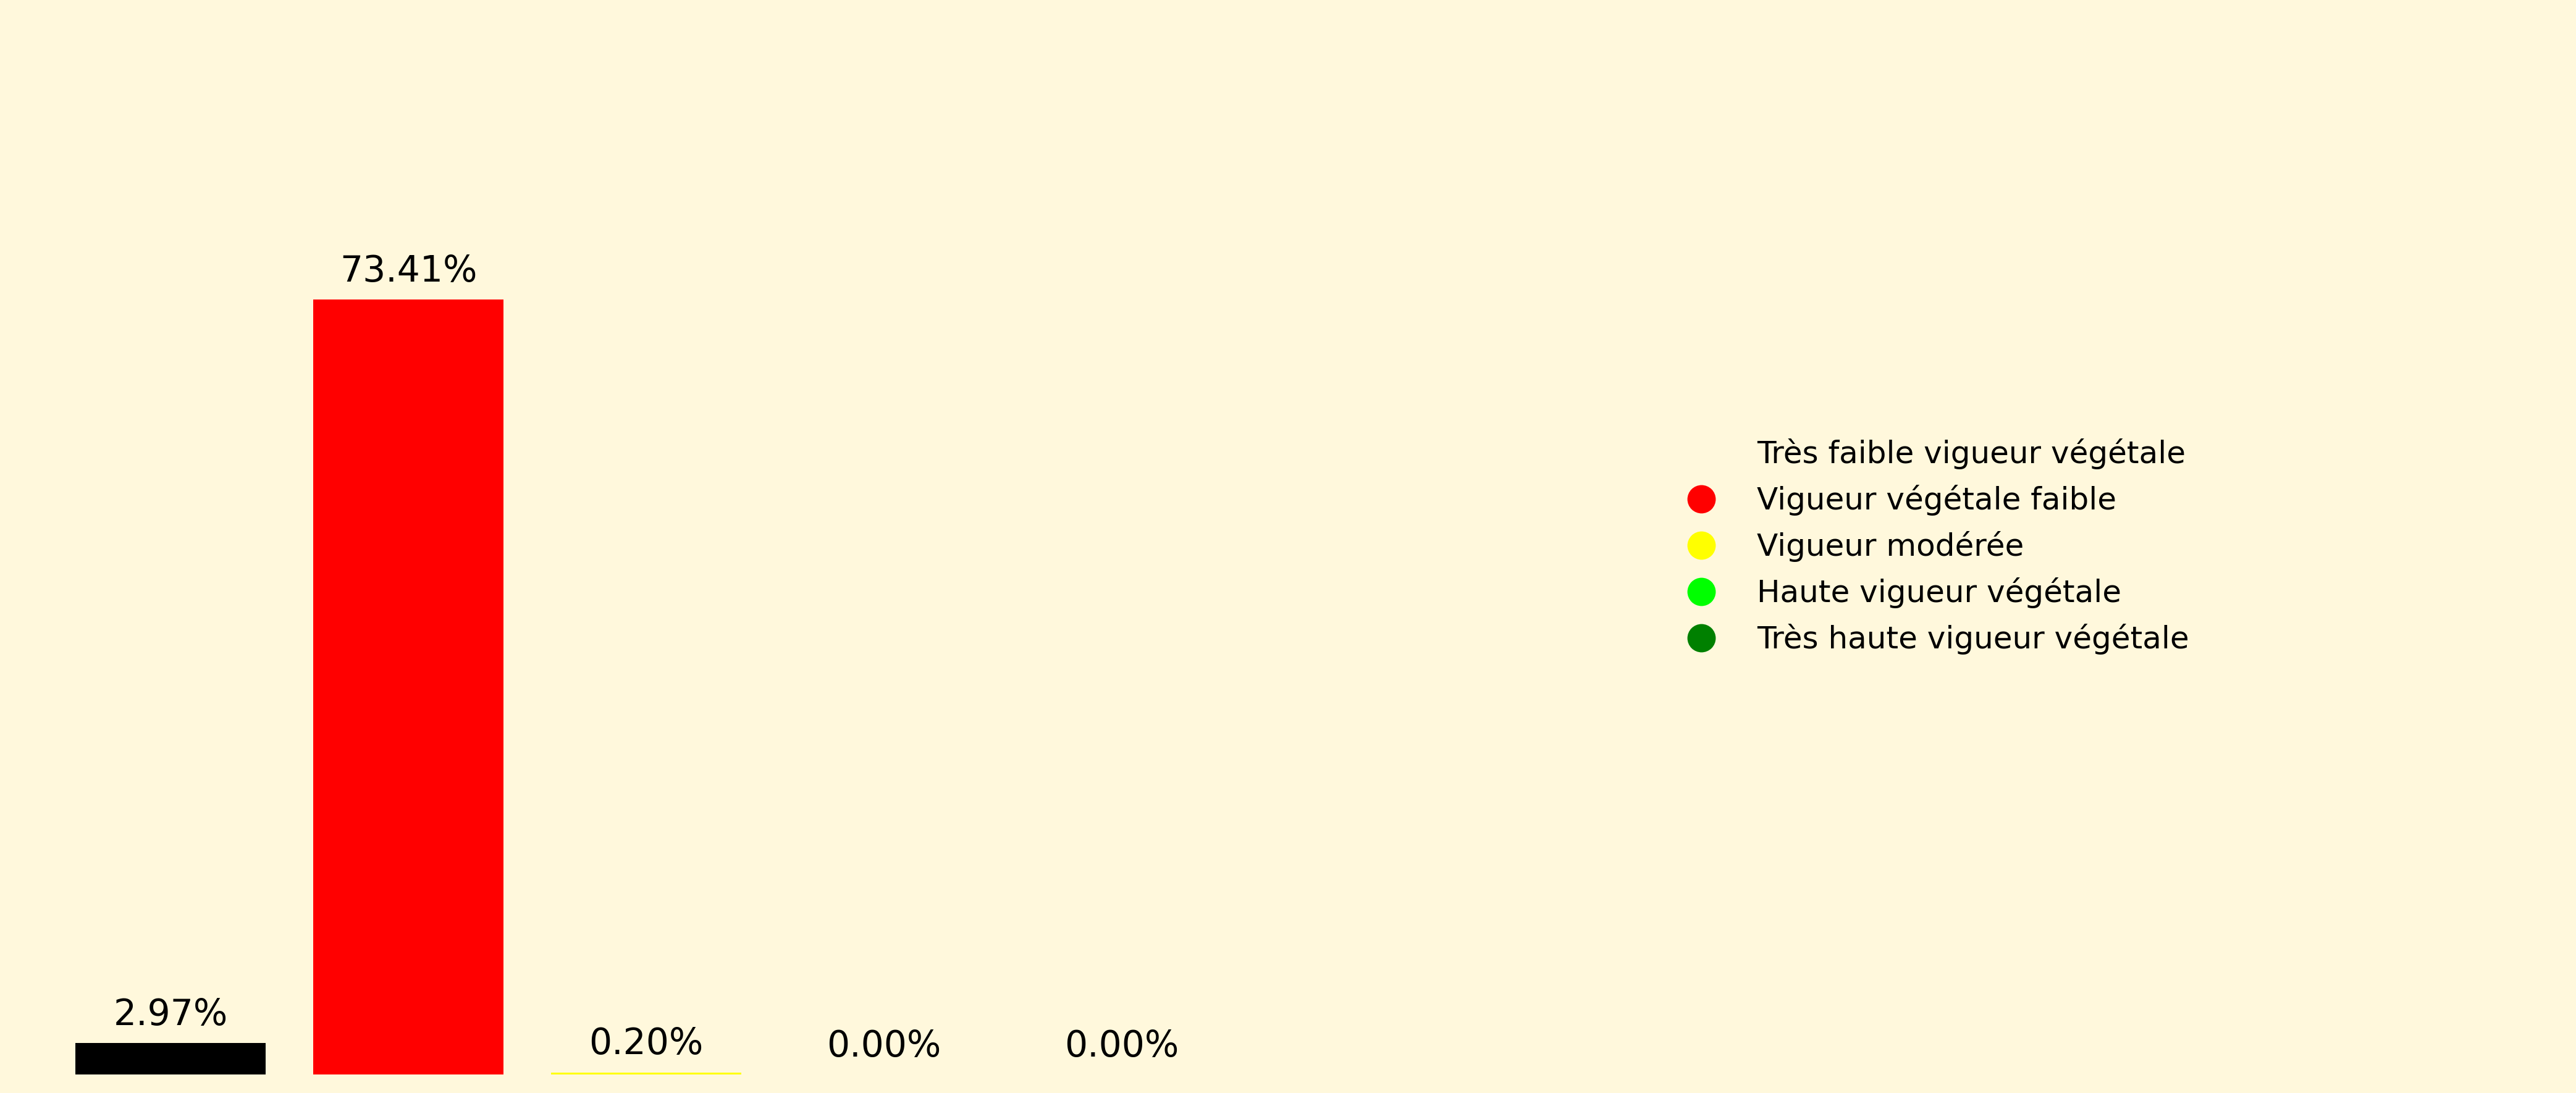 73.41%
2.97%
0.20%
0.00%
0.00%
Très faible vigueur végétale
Vigueur végétale faible
Vigueur modérée
Haute vigueur végétale
Très haute vigueur végétale